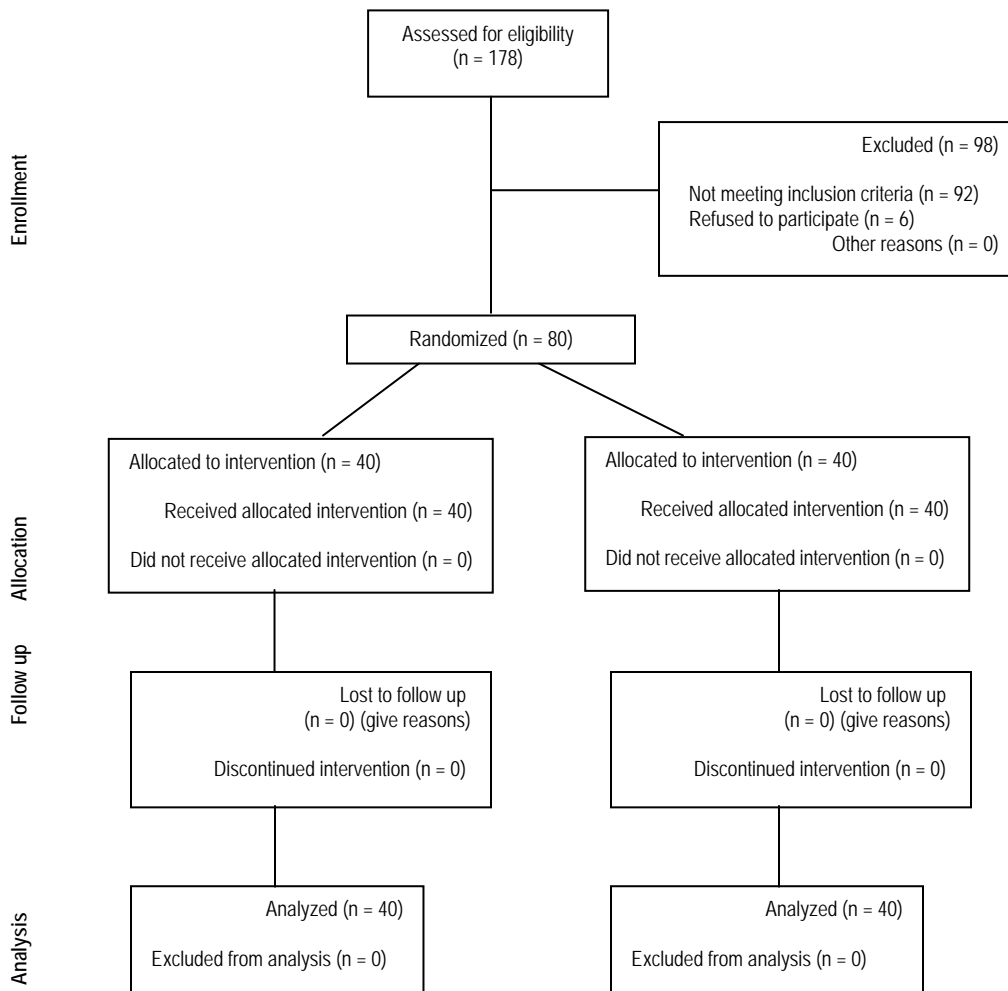 Assessed for eligibility
(n = 178)
Enrollment
Excluded (n = 98)
Not meeting inclusion criteria (n = 92)
Refused to participate (n = 6)
Other reasons (n = 0)
Randomized (n = 80)
Allocation
Allocated to intervention (n = 40)
Received allocated intervention (n = 40)
Did not receive allocated intervention (n = 0)
Allocated to intervention (n = 40)
Received allocated intervention (n = 40)
Did not receive allocated intervention (n = 0)
Follow up
Lost to follow up
(n = 0) (give reasons)
Discontinued intervention (n = 0)
Lost to follow up
(n = 0) (give reasons)
Discontinued intervention (n = 0)
Analysis
Analyzed (n = 40)
Excluded from analysis (n = 0)
Analyzed (n = 40)
Excluded from analysis (n = 0)